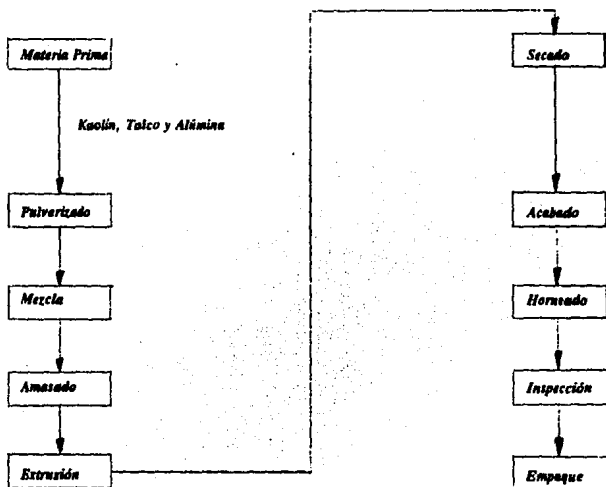 Materia Prima
Kaolín, Talco y Alúmina
Pulverizado
Mezcla
Amasado
Extrusión
Secado
Acabado
Horneado
Inspección
Empaque